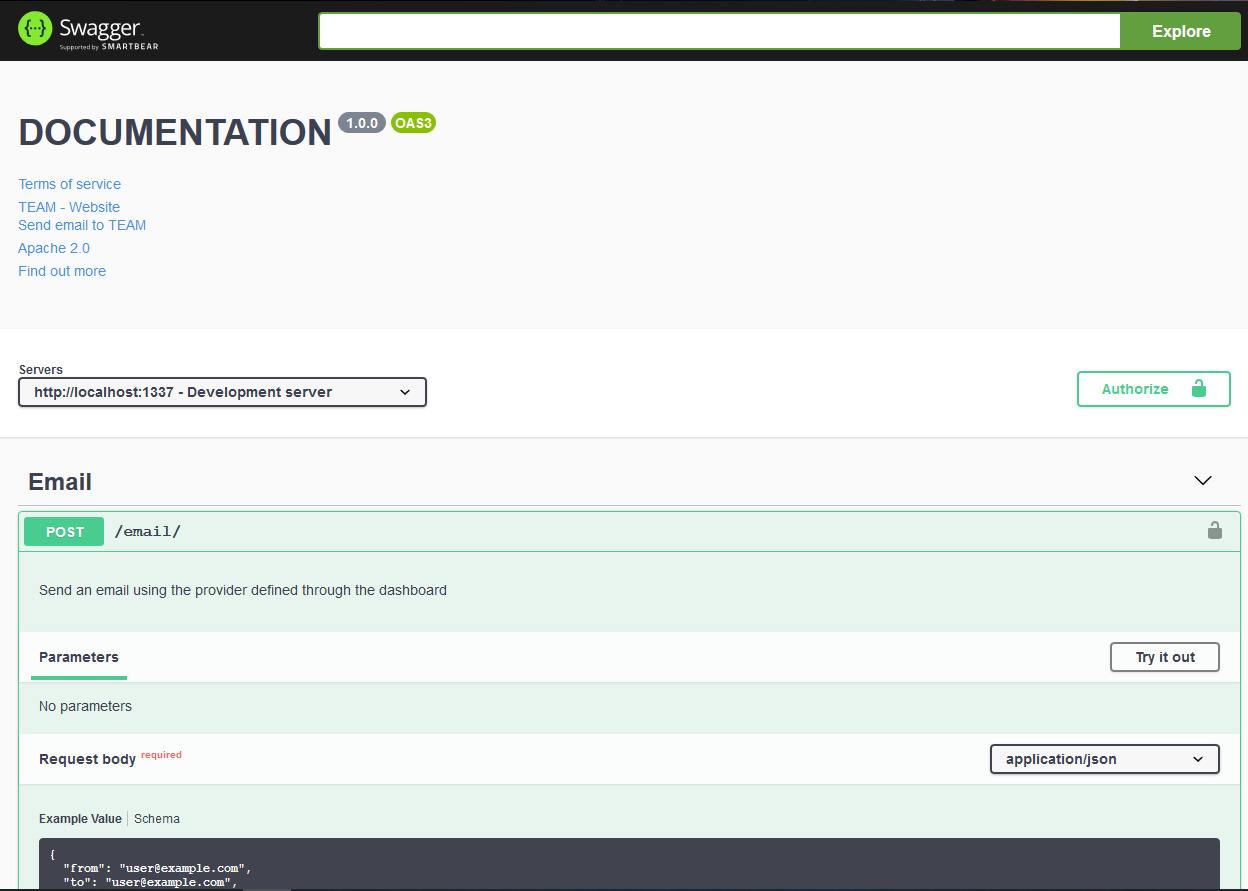 Swagger
Supported by SMARTBEAR
Explore
DOCUMENTATION 1.0.0 OAS3
Terms of service
TEAM - Website
Send email to TEAM
Apache 2.0
Find out more
Servers
http://localhost:1337 - Development server
Authorize
Email
POST /email/
Send an email using the provider defined through the dashboard
Parameters
Try it out
No parameters
Request body required
application/json
Example Value Schema
{
"from": "user@example.com",
"to": "user@example.com",